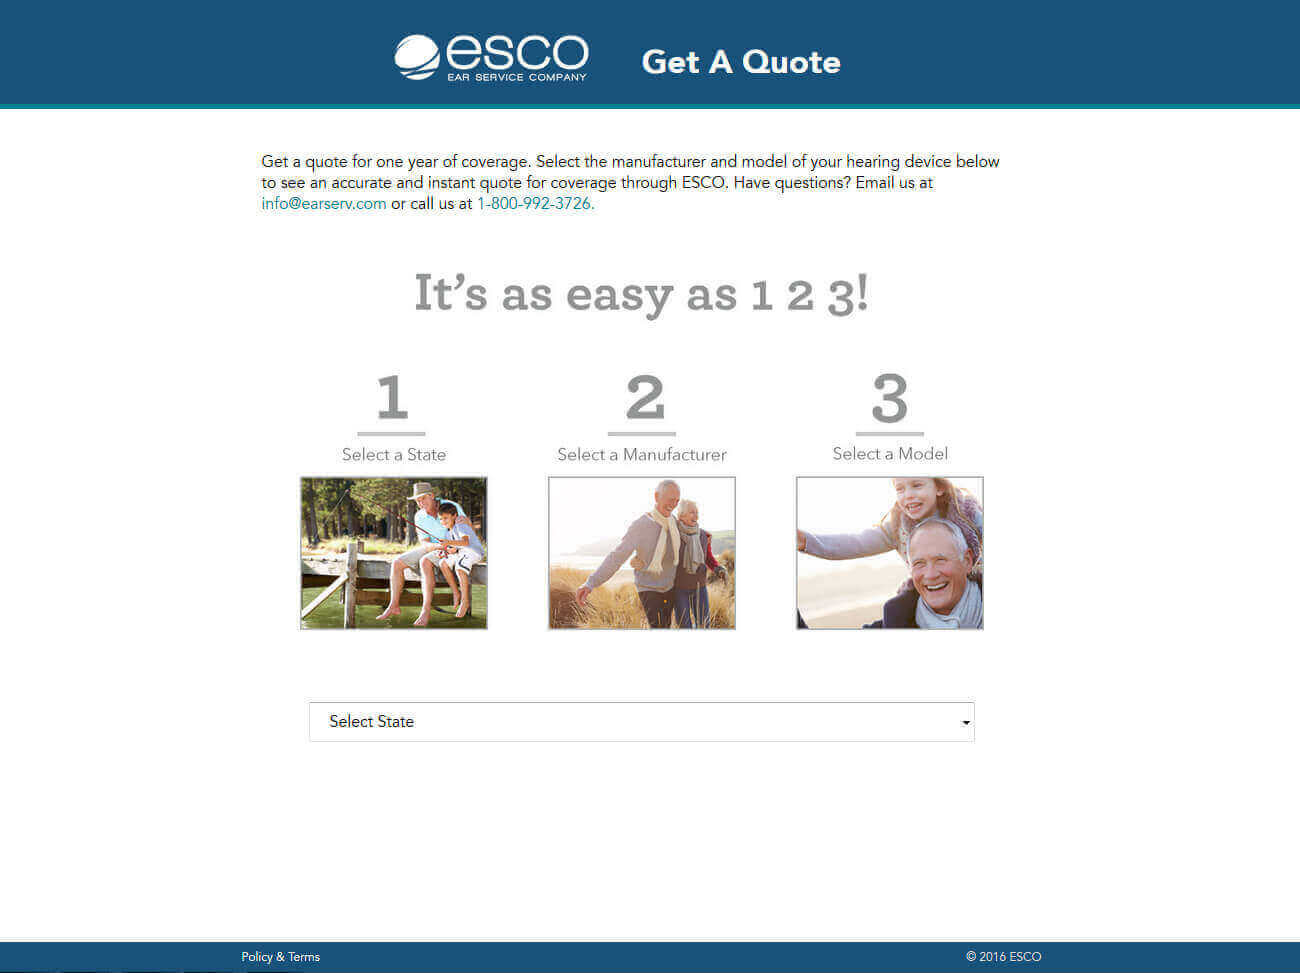 esco
EAR SERVICE COMPANY
Get A Quote
Get a quote for one year of coverage. Select the manufacturer and model of your hearing device below
to see an accurate and instant quote for coverage through ESCO. Have questions? Email us at
info@earserv.com or call us at 1-800-992-3726.
It’s as easy as 1 2 3!
1
Select a State
2
Select a Manufacturer
3
Select a Model
Select State
Policy & Terms
© 2016 ESCO